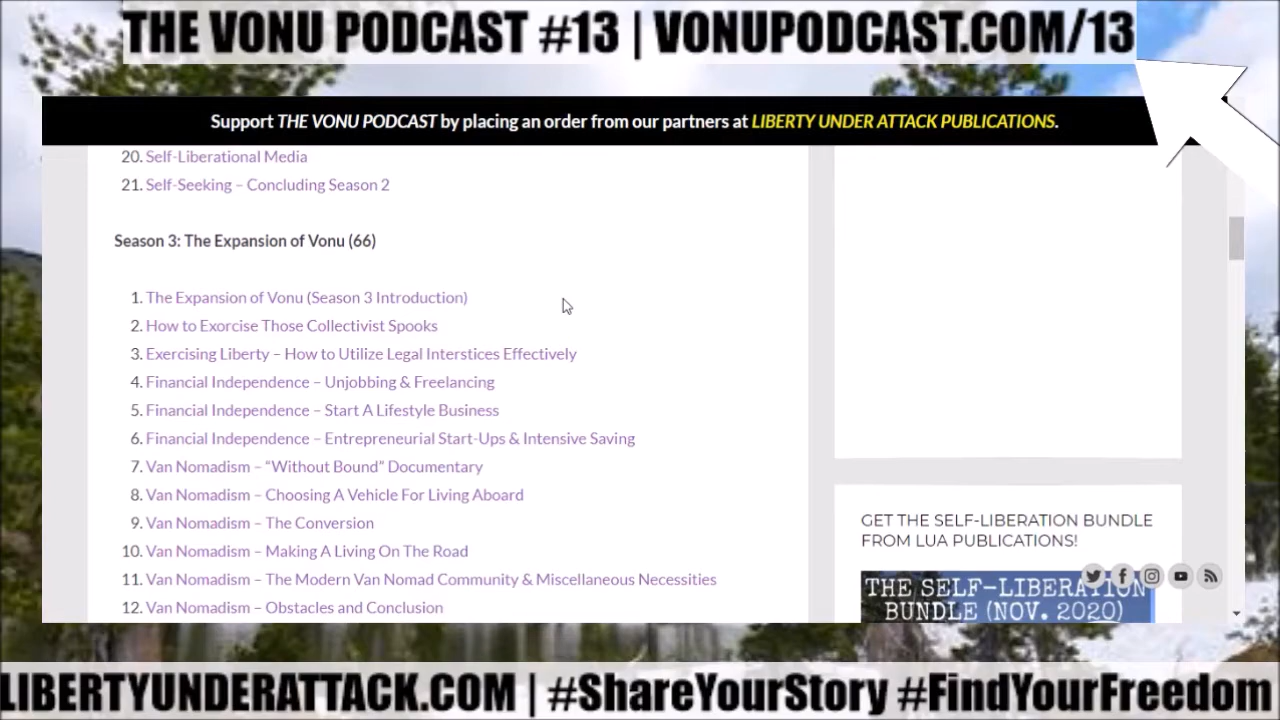 THE VONU PODCAST #13 | VONUPODCAST.COM/13
Support THE VONU PODCAST by placing an order from our partners at LIBERTY UNDER ATTACK PUBLICATIONS.
20. Self-Liberational Media
21. Self-Seeking – Concluding Season 2
Season 3: The Expansion of Vonu (66)
1. The Expansion of Vonu (Season 3 Introduction)
2. How to Exorcise Those Collectivist Spooks
3. Exercising Liberty – How to Utilize Legal Interstices Effectively
4. Financial Independence – Unjobbing & Freelancing
5. Financial Independence – Start A Lifestyle Business
6. Financial Independence – Entrepreneurial Start-Ups & Intensive Saving
7. Van Nomadism – “Without Bound” Documentary
8. Van Nomadism – Choosing A Vehicle For Living Aboard
9. Van Nomadism – The Conversion
10. Van Nomadism – Making A Living On The Road
11. Van Nomadism – The Modern Van Nomad Community & Miscellaneous Necessities
12. Van Nomadism – Obstacles and Conclusion
GET THE SELF-LIBERATION BUNDLE
FROM LUA PUBLICATIONS!
THE SELF-LIBERATION
BUNDLE (NOV. 2020)
LIBERTYUNDERATTACK.COM | #ShareYourStory #FindYourFreedom